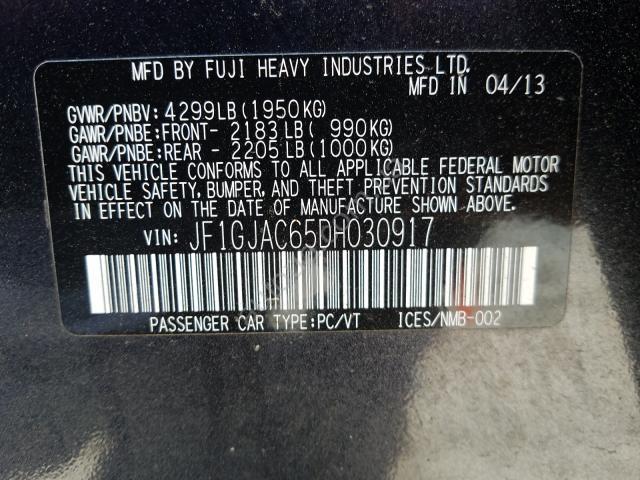 MFD BY FUJI HEAVY INDUSTRIES LTD.
MFD IN 04/13
GVWR/PNBV: 4299LB(1950KG)
GAWR/PNBE:FRONT- 2183LB( 990KG)
GAWR/PNBE:REAR - 2205LB(1000KG)
THIS VEHICLE CONFORMS TO ALL APPLICABLE FEDERAL MOTOR
VEHICLE SAFETY, BUMPER, AND THEFT PREVENTION STANDARDS
IN EFFECT ON THE DATE OF MANUFACTURE SHOWN ABOVE.
VIN: JF1GJAC65DH030917
PASSENGER CAR TYPE:PC/VT ICES/NMB-002